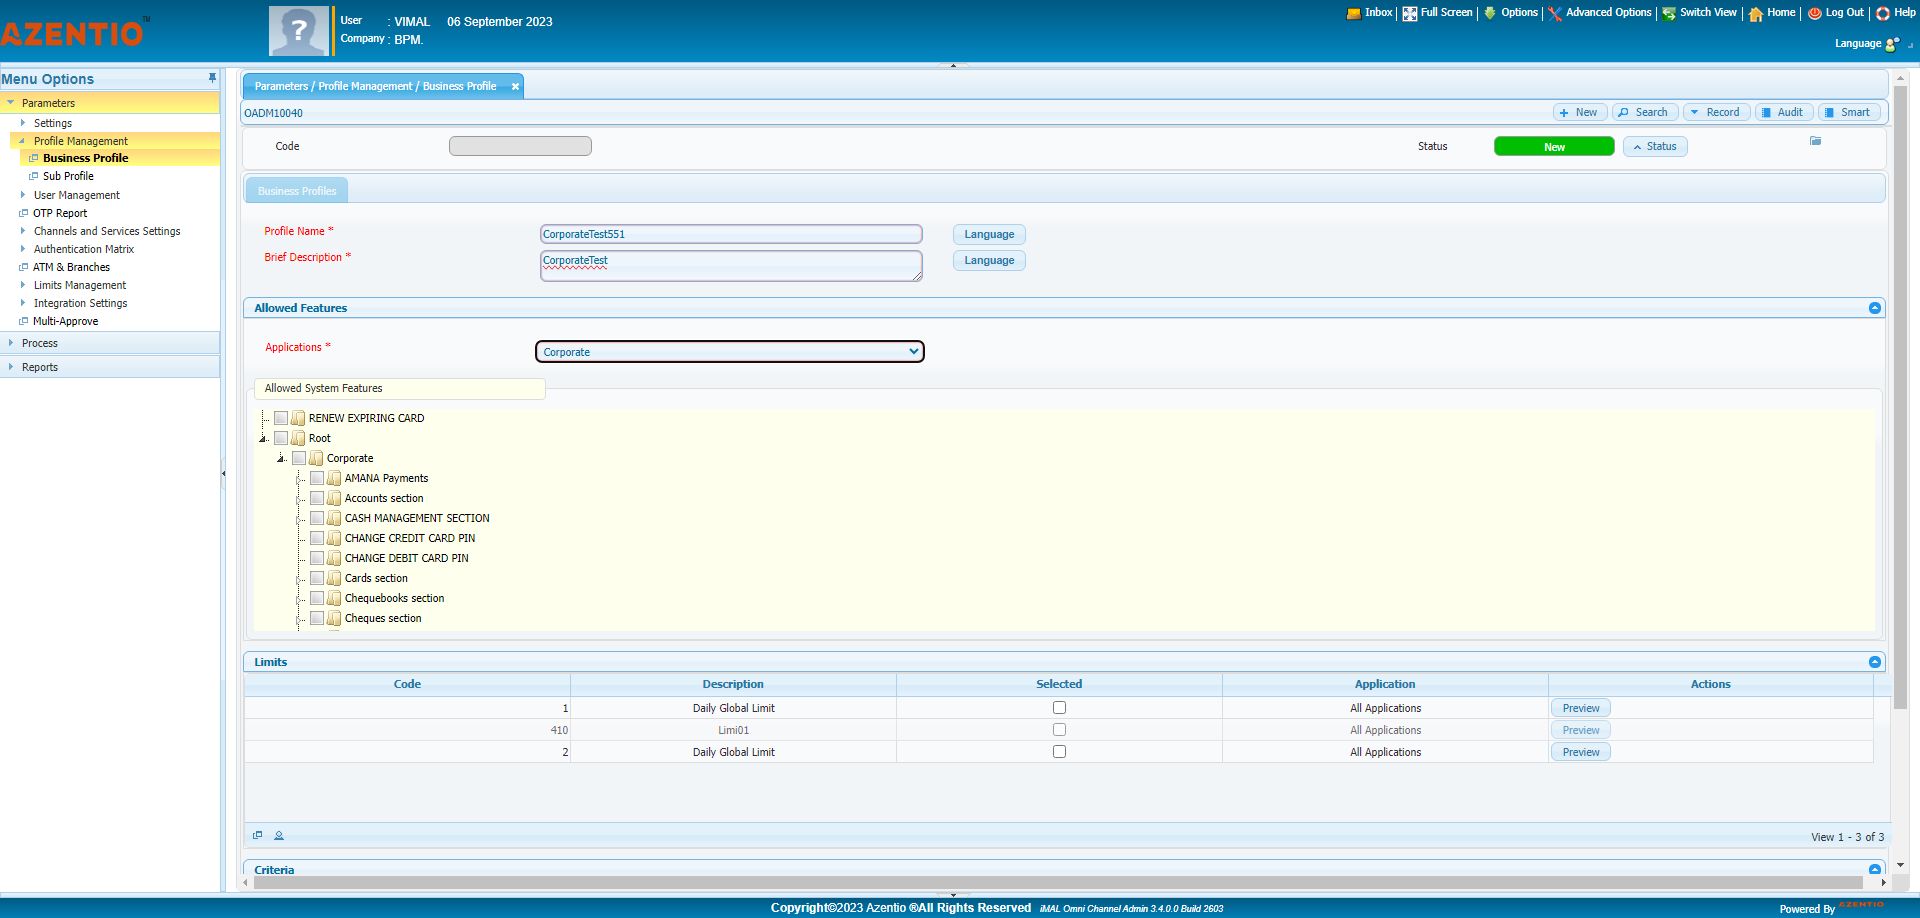 AZENTIO™
User : VIMAL 06 September 2023
Company : BPM.
Inbox Full Screen Options Advanced Options Switch View Home Log Out Help
Language
Menu Options
Parameters
Settings
Profile Management
Business Profile
Sub Profile
User Management
OTP Report
Channels and Services Settings
Authentication Matrix
ATM & Branches
Limits Management
Integration Settings
Multi-Approve
Process
Reports
Parameters / Profile Management / Business Profile
OADM10040
New Search Record Audit Smart
Code Status New Status
Business Profiles
Profile Name * CorporateTest551 Language
Brief Description * CorporateTest Language
Allowed Features
Applications * Corporate
Allowed System Features
RENEW EXPIRING CARD
Root
Corporate
AMANA Payments
Accounts section
CASH MANAGEMENT SECTION
CHANGE CREDIT CARD PIN
CHANGE DEBIT CARD PIN
Cards section
Chequebooks section
Cheques section
Limits
Code Description Selected Application Actions
1 Daily Global Limit All Applications Preview
410 Limi01 All Applications Preview
2 Daily Global Limit All Applications Preview
View 1 - 3 of 3
Criteria
Copyright©2023 Azentio ®All Rights Reserved iMAL Omni Channel Admin 3.4.0.0 Build 2603
Powered By AZENTIO